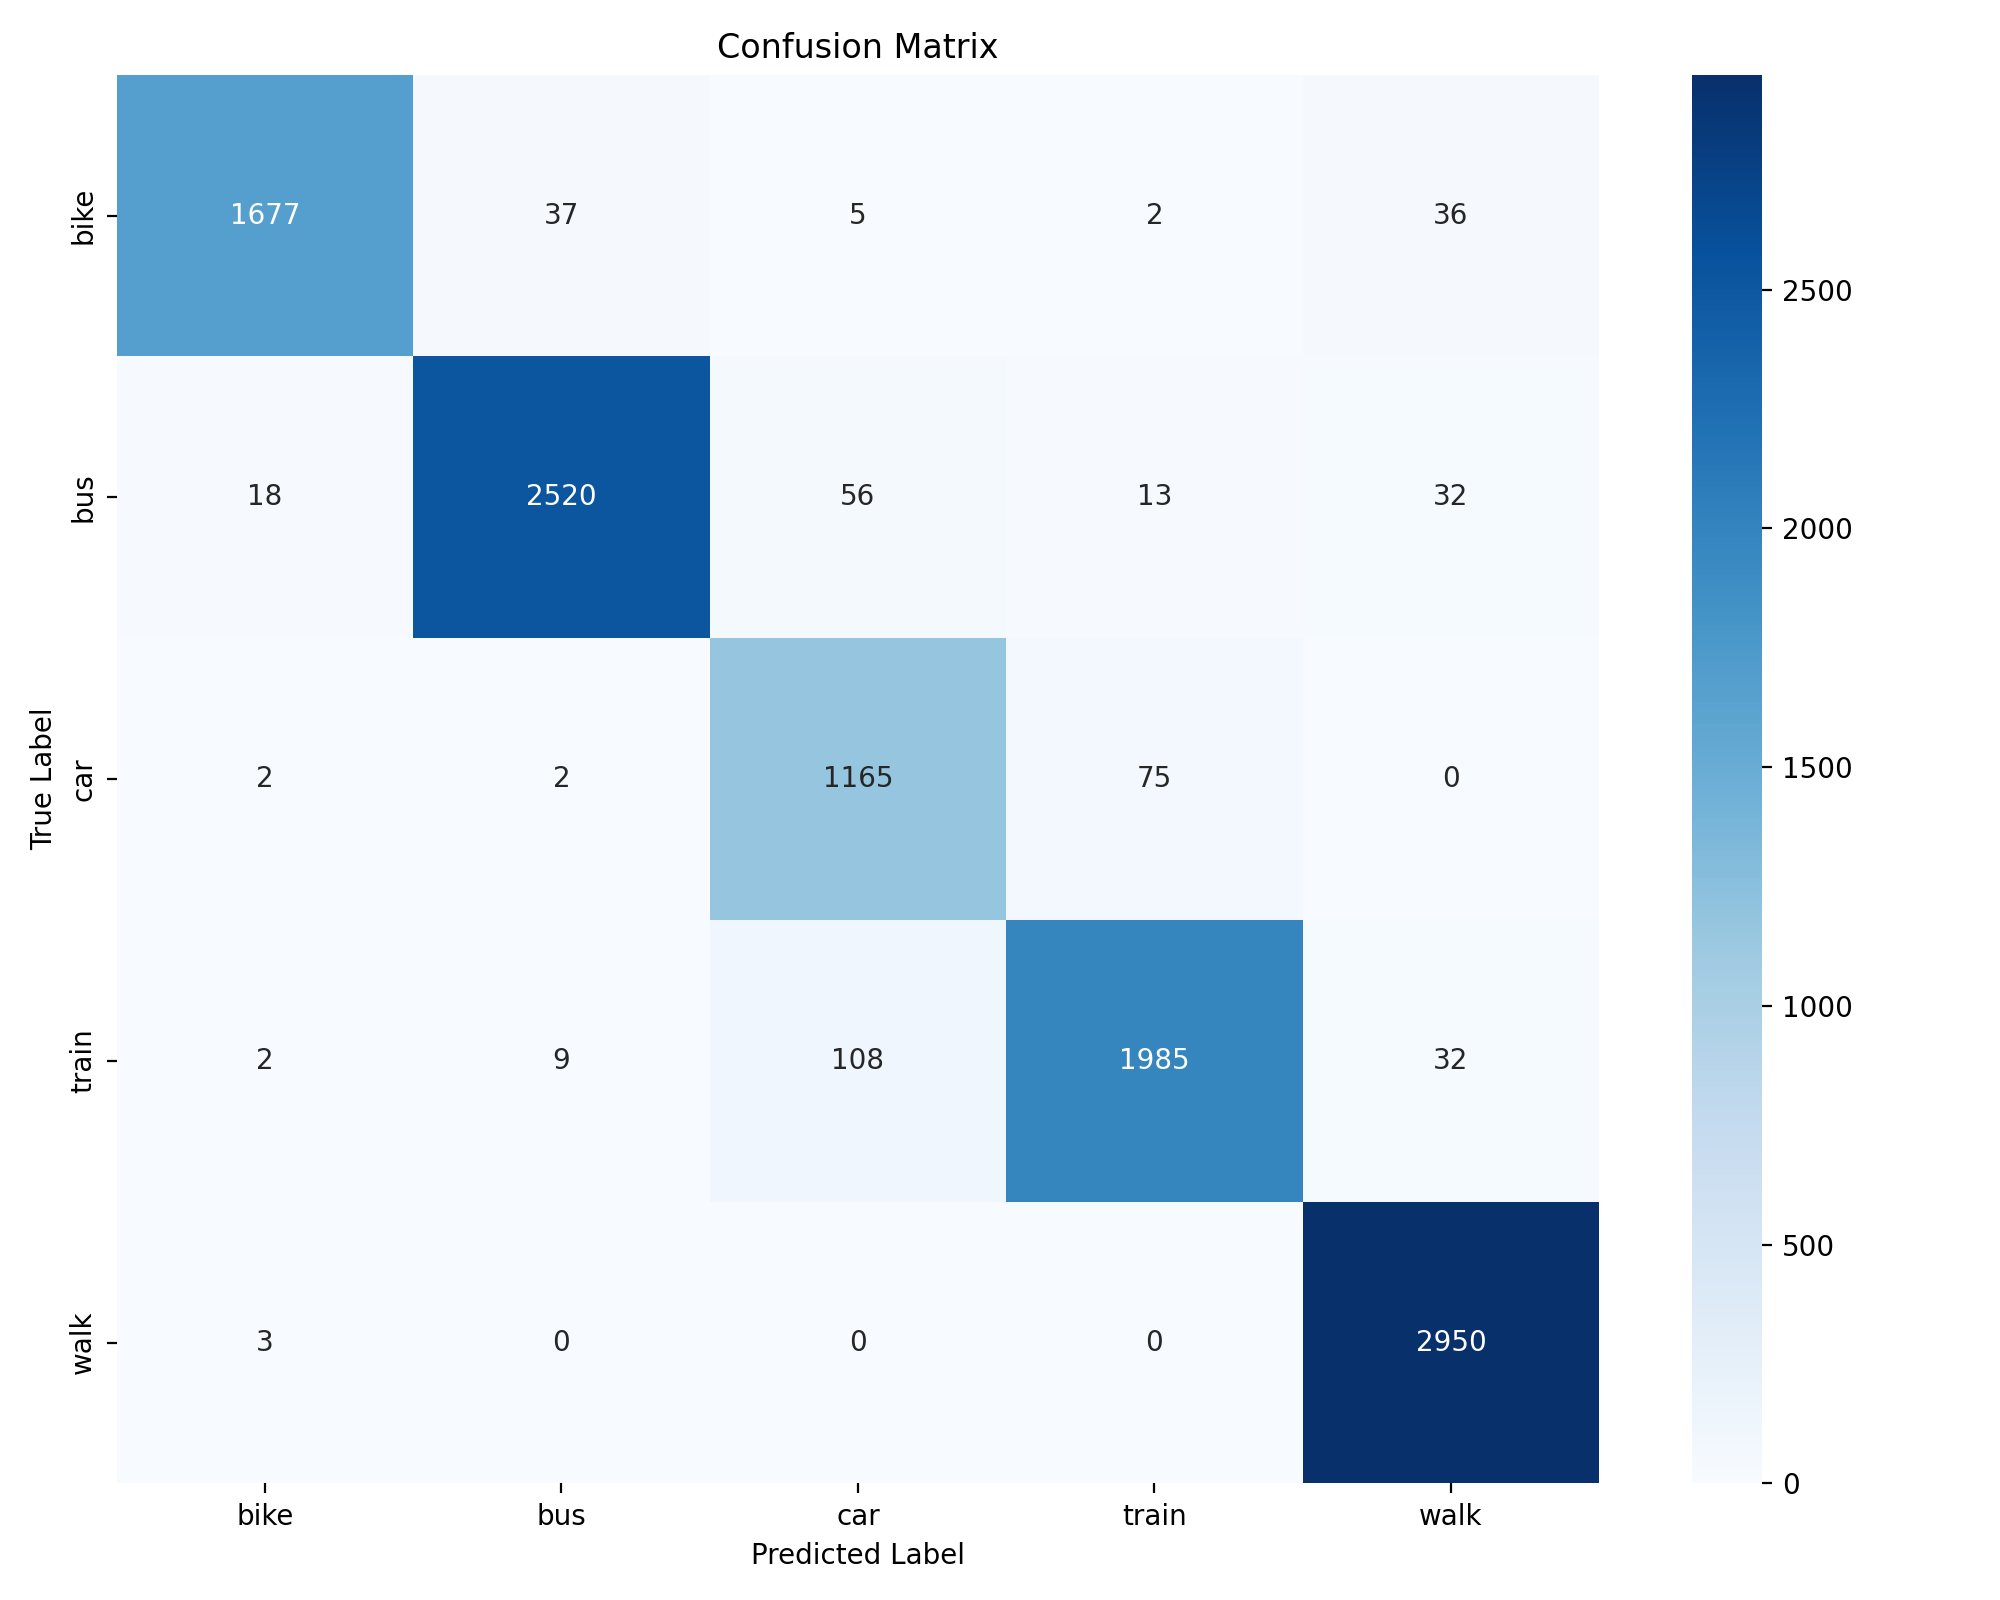 Confusion Matrix
True Label
bike
1677 37 5 2 36
bus
18 2520 56 13 32
car
2 2 1165 75 0
train
2 9 108 1985 32
walk
3 0 0 0 2950
bike bus car train walk
Predicted Label
2500
2000
1500
1000
500
0